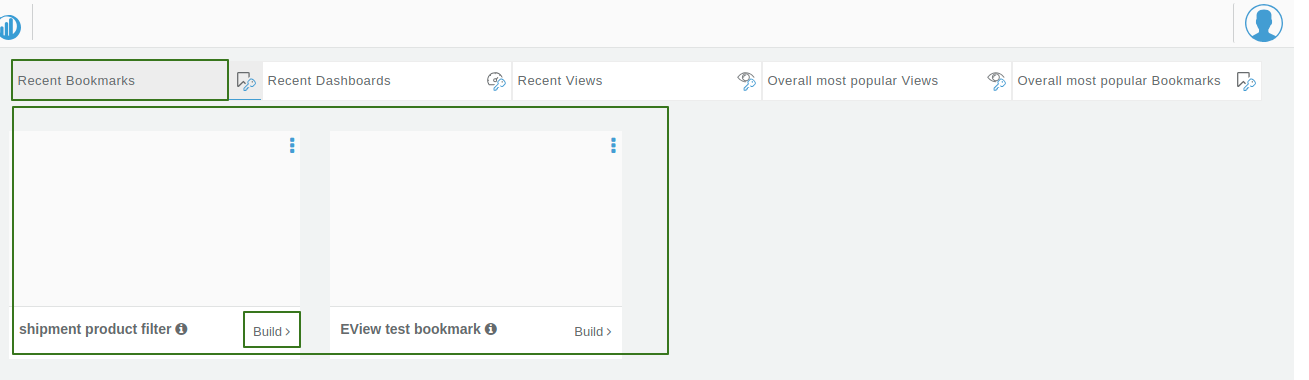 Recent Bookmarks
Recent Dashboards
Recent Views
Overall most popular Views
Overall most popular Bookmarks
shipment product filter
Build ›
EView test bookmark
Build ›